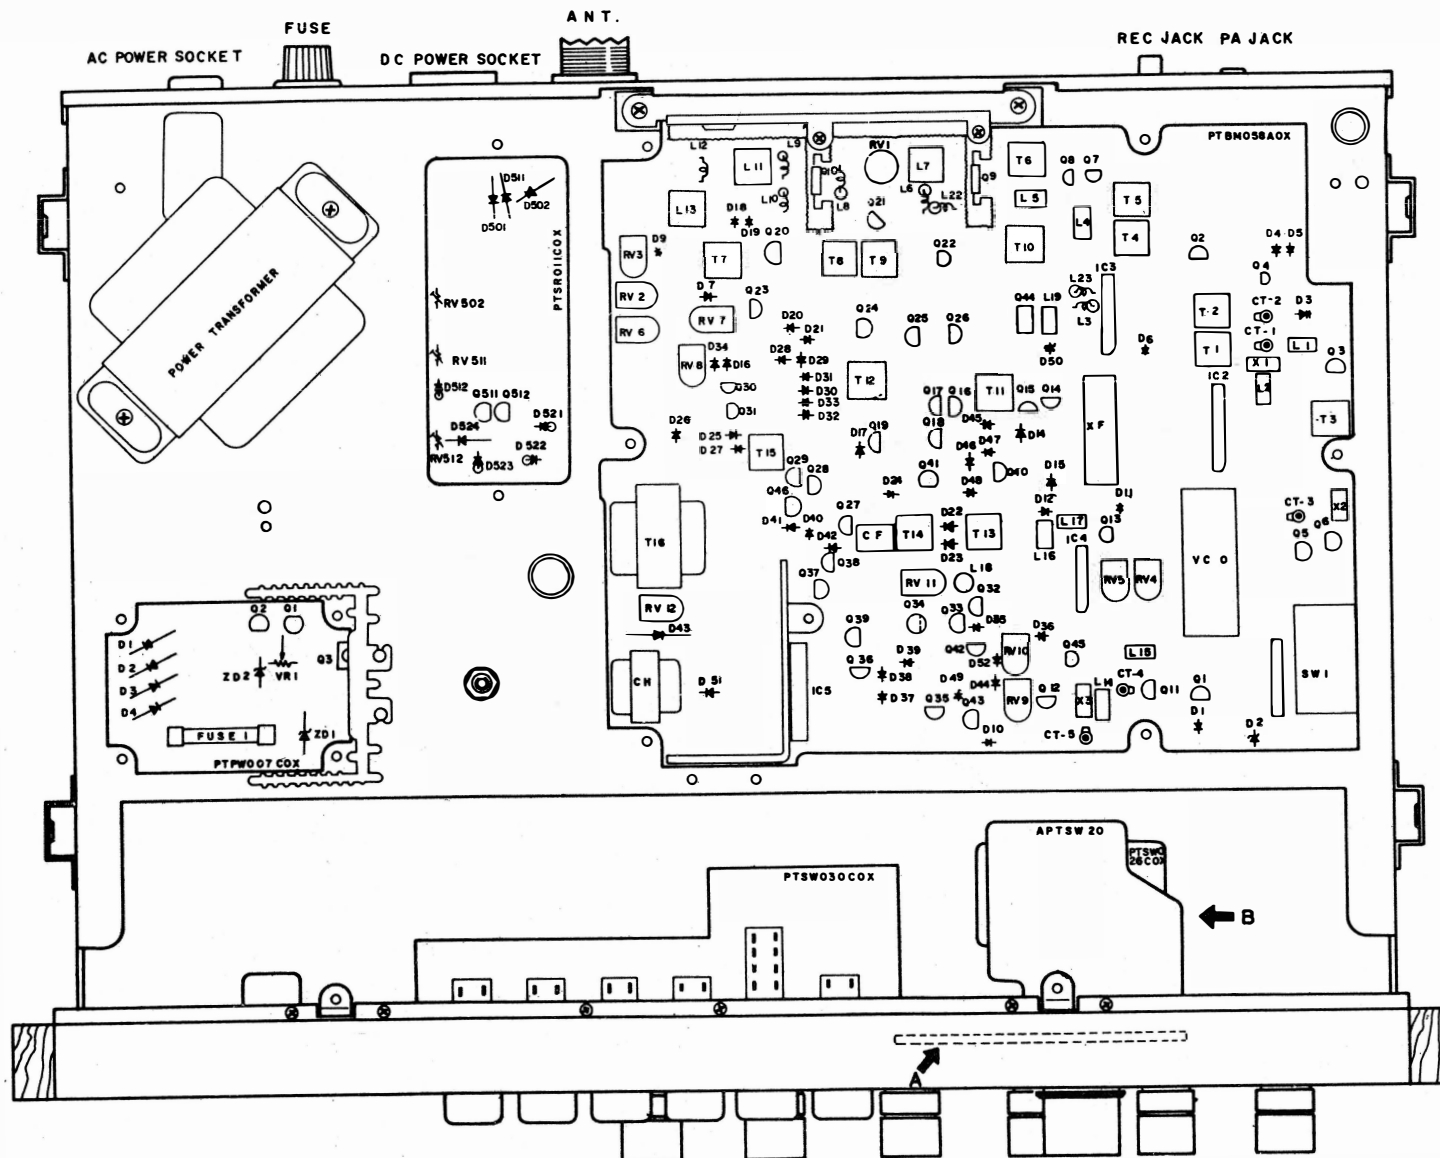 ANT.
FUSE
AC POWER SOCKET
DC POWER SOCKET
REC JACK PA JACK
PTBM058A0X
L12
L9
L11
L10
L13
D18
D19
Q20
Q10
L8
RV1
L7
L6
L22
Q21
Q9
T6
Q8
Q7
L5
L4
T5
T4
T10
Q2
D4
D5
Q4
POWER TRANSFORMER
D511
D502
D501
PTSR011C0X
RV502
RV511
D512
Q511
Q512
D521
D524
D522
RV512
D523
RV3
D9
T7
T8
T9
Q22
L23
IC3
RV2
D7
Q23
RV6
RV7
D20
D21
Q24
Q25
Q26
Q44
L19
L3
D50
D6
T2
CT-2
D3
CT-1
T1
L1
X1
Q3
IC2
L2
RV8
D34
D16
D28
D29
D31
D30
D33
D32
Q30
Q31
T12
Q17
Q16
T11
Q15
Q14
XF
T3
D26
D25
D27
T15
D17
Q19
Q18
D45
D47
D46
D14
Q29
Q28
Q41
Q40
D15
D24
D48
Q46
D41
D40
D42
Q27
CF
T14
D22
D23
T13
D12
L17
D11
Q13
L16
IC4
VCO
CT-3
X2
Q5
Q6
T16
Q38
Q37
RV11
L18
Q32
RV5
RV4
RV12
D43
Q39
Q34
Q33
D35
D36
Q42
RV10
Q45
L15
D39
D52
Q36
D38
D37
D49
D44
CH
D51
IC5
Q35
Q43
RV9
Q12
X3
L14
CT-4
Q11
Q1
SW1
D10
CT-5
D1
D2
Q2
Q1
D1
D2
D3
D4
ZD2
VR1
Q3
FUSE 1
ZD1
PTPW007C0X
APTSW20
PTSW0
26C0X
PTSW030C0X
B
A